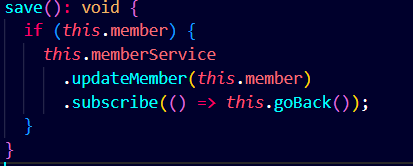 save(): void {
  if (this.member) {
    this.memberService
      .updateMember(this.member)
      .subscribe(() => this.goBack());
  }
}